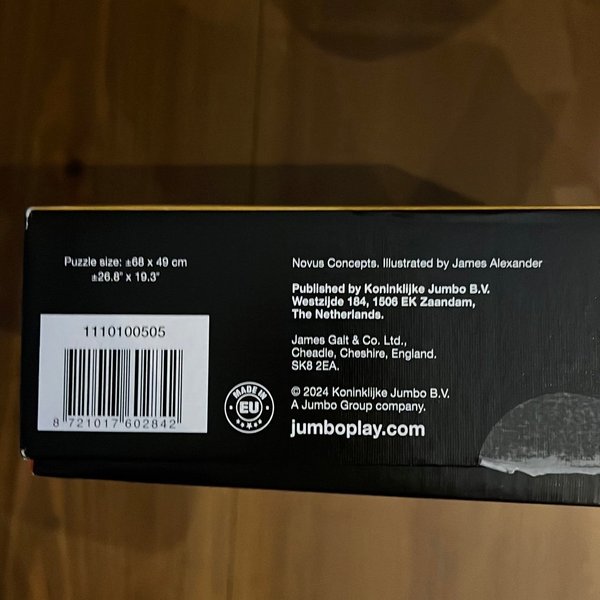 Puzzle size: ±68 x 49 cm
±26.8" x 19.3"
1110100505
8 721017 602842
MADE IN
EU
Novus Concepts. Illustrated by James Alexander
Published by Koninklijke Jumbo B.V.
Westzijde 184, 1506 EK Zaandam,
The Netherlands.
James Galt & Co. Ltd.,
Cheadle, Cheshire, England.
SK8 2EA.
© 2024 Koninklijke Jumbo B.V.
A Jumbo Group company.
jumboplay.com